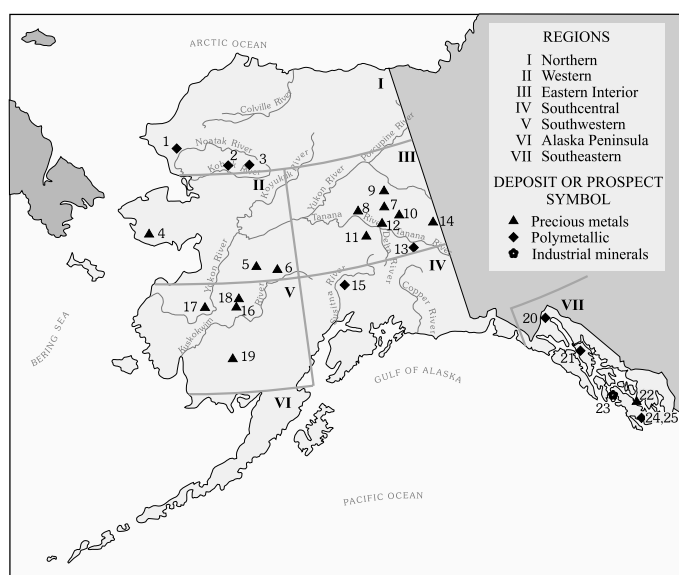 ARCTIC OCEAN
REGIONS
I Northern
II Western
III Eastern Interior
IV Southcentral
V Southwestern
VI Alaska Peninsula
VII Southeastern
DEPOSIT OR PROSPECT
SYMBOL
Precious metals
Polymetallic
Industrial minerals
I
Colville River
1
Noatak River
2
3
Kobuk River
II
Koyukuk River
Porcupine River
III
Yukon River
9
7
8
10
12
14
11
Tanana River
Tanana River
Delta River
13
IV
4
Yukon River
5
6
V
15
Susitna River
Copper River
17
18
16
Kuskokwim River
19
VI
BERING SEA
GULF OF ALASKA
PACIFIC OCEAN
VII
20
21
22
23
24,25